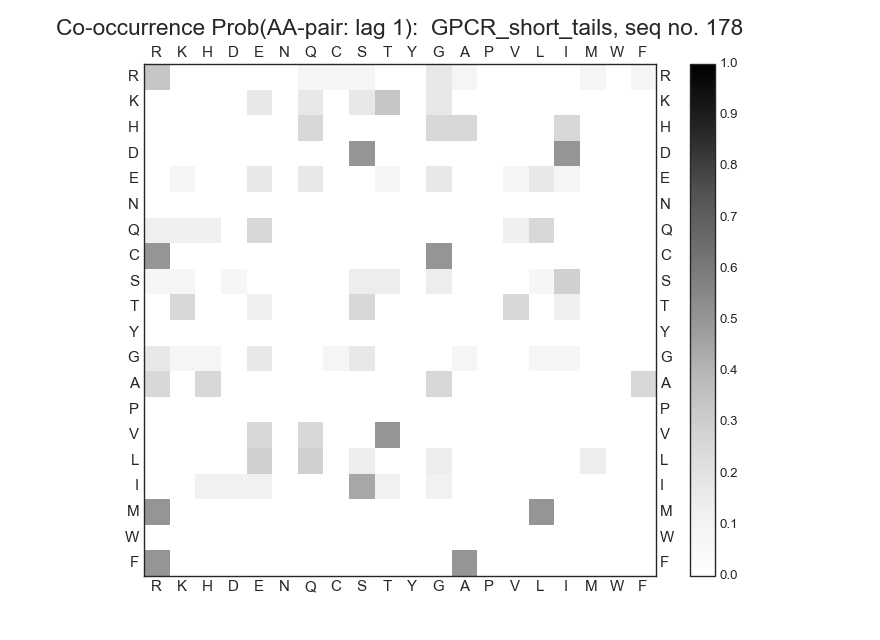 Co-occurrence Prob(AA-pair: lag 1):  GPCR_short_tails, seq no. 178
R K H D E N Q C S T Y G A P V L I M W F
R R 1.0
K K 0.9
H H
D D 0.8
E E
N N 0.7
Q Q
C C 0.6
S S
T T 0.5
Y Y
G G 0.4
A A
P P 0.3
V V
L L 0.2
I I
M M 0.1
W W
F F 0.0
R K H D E N Q C S T Y G A P V L I M W F